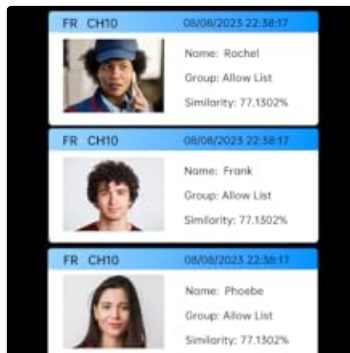 FR CH10 08/08/2023 22:38:17
Name: Rachel
Group: Allow List
Similarity: 77.1302%
FR CH10 08/08/2023 22:38:17
Name: Frank
Group: Allow List
Similarity: 77.1302%
FR CH10 08/08/2023 22:38:17
Name: Phoebe
Group: Allow List
Similarity: 77.1302%